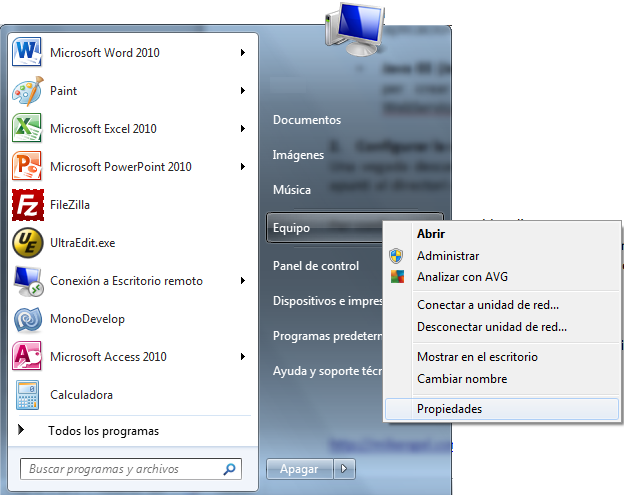 Microsoft Word 2010
Paint
Microsoft Excel 2010
Microsoft PowerPoint 2010
FileZilla
UltraEdit.exe
Conexión a Escritorio remoto
MonoDevelop
Microsoft Access 2010
Calculadora
Todos los programas
Buscar programas y archivos
Documentos
Imágenes
Música
Equipo
Panel de control
Dispositivos e impres
Programas predetern
Ayuda y soporte técr
Apagar
Abrir
Administrar
Analizar con AVG
Conectar a unidad de red...
Desconectar unidad de red...
Mostrar en el escritorio
Cambiar nombre
Propiedades